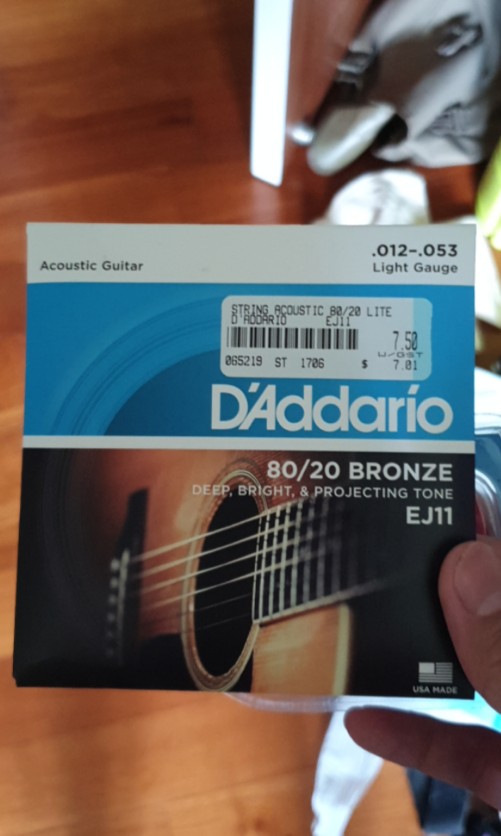 .012–.053
Acoustic Guitar
Light Gauge
STRING ACOUSTIC 80/20 LITE
D'ADDARIO EJ11
7.50
W/GST
065219 ST 1706 $ 7.01
D'Addario
80/20 BRONZE
DEEP, BRIGHT, & PROJECTING TONE
EJ11
USA MADE